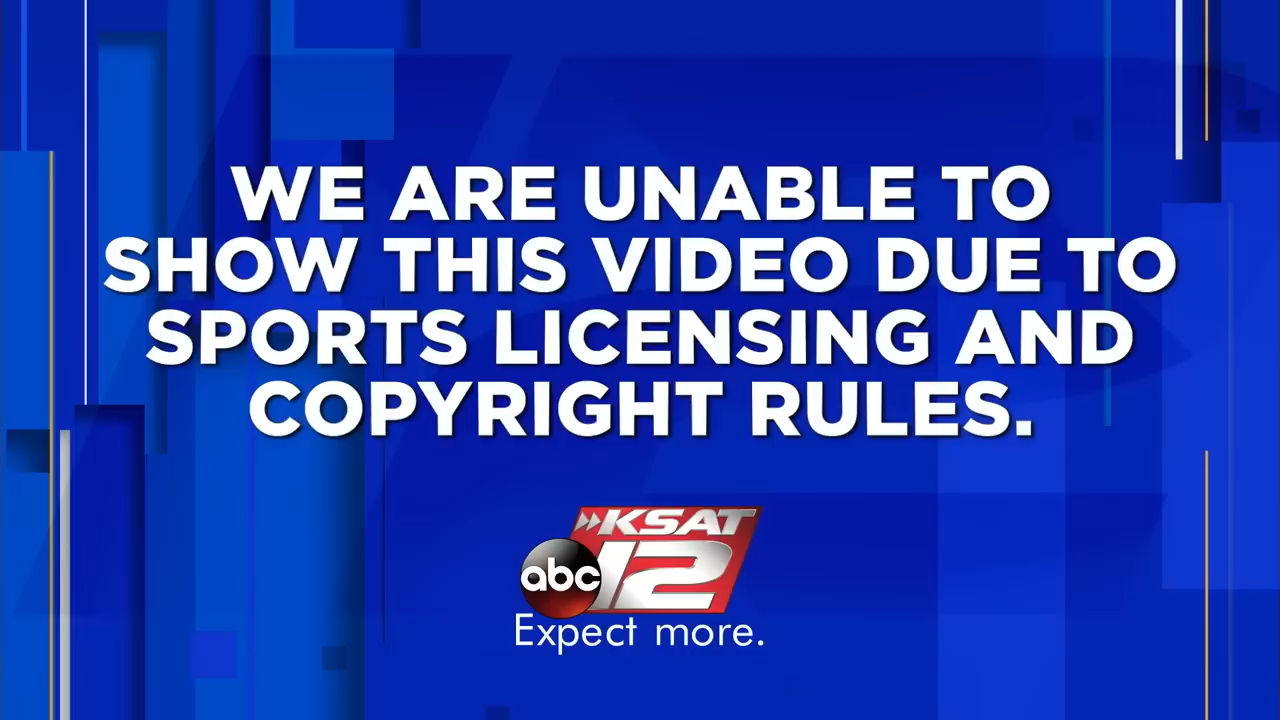 WE ARE UNABLE TO
SHOW THIS VIDEO DUE TO
SPORTS LICENSING AND
COPYRIGHT RULES.
KSAT
abc 12
Expect more.